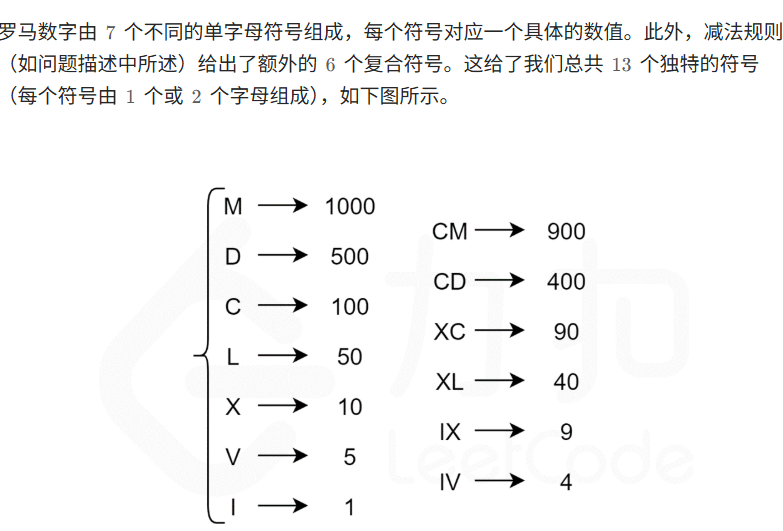 罗马数字由 7 个不同的单字母符号组成，每个符号对应一个具体的数值。此外，减法规则
（如问题描述中所述）给出了额外的 6 个复合符号。这给了我们总共 13 个独特的符号
（每个符号由 1 个或 2 个字母组成），如下图所示。
M → 1000
D → 500
C → 100
L → 50
X → 10
V → 5
I → 1
CM → 900
CD → 400
XC → 90
XL → 40
IX → 9
IV → 4
力扣
LeetCode